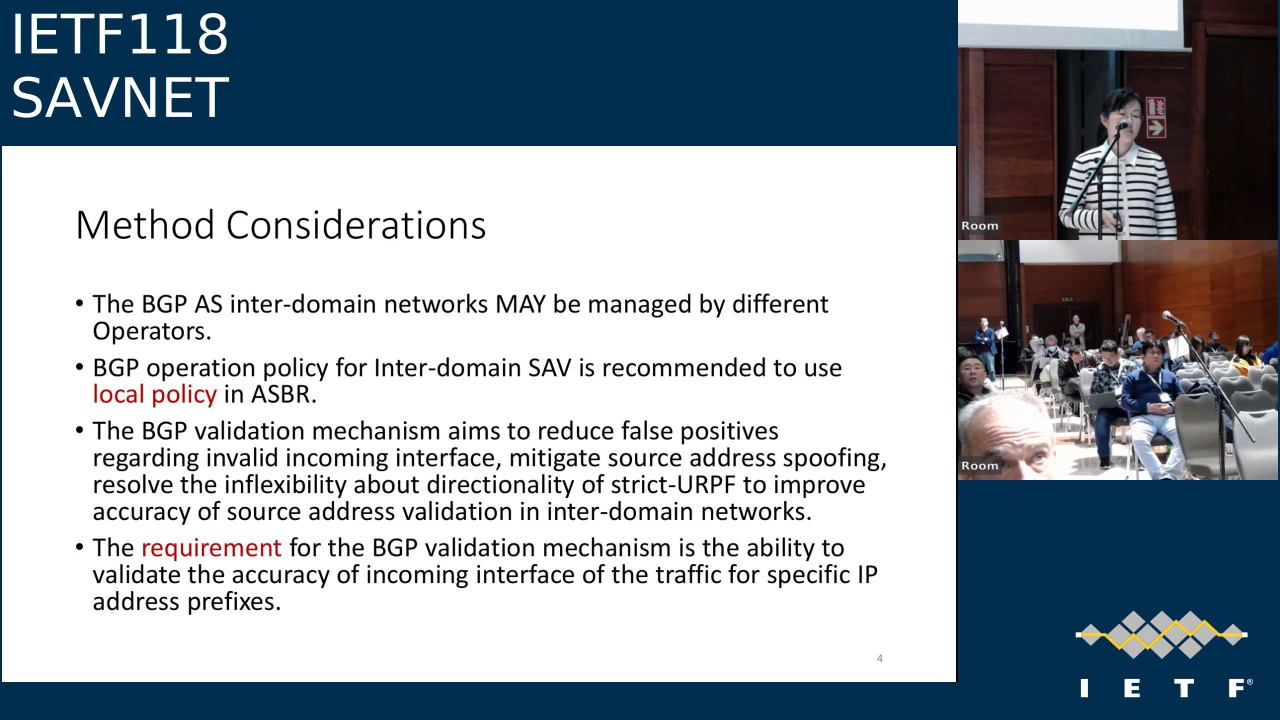 IETF118
SAVNET
Method Considerations
• The BGP AS inter-domain networks MAY be managed by different
Operators.
• BGP operation policy for Inter-domain SAV is recommended to use
local policy in ASBR.
• The BGP validation mechanism aims to reduce false positives
regarding invalid incoming interface, mitigate source address spoofing,
resolve the inflexibility about directionality of strict-URPF to improve
accuracy of source address validation in inter-domain networks.
• The requirement for the BGP validation mechanism is the ability to
validate the accuracy of incoming interface of the traffic for specific IP
address prefixes.
4
Room
Room
I E T F®